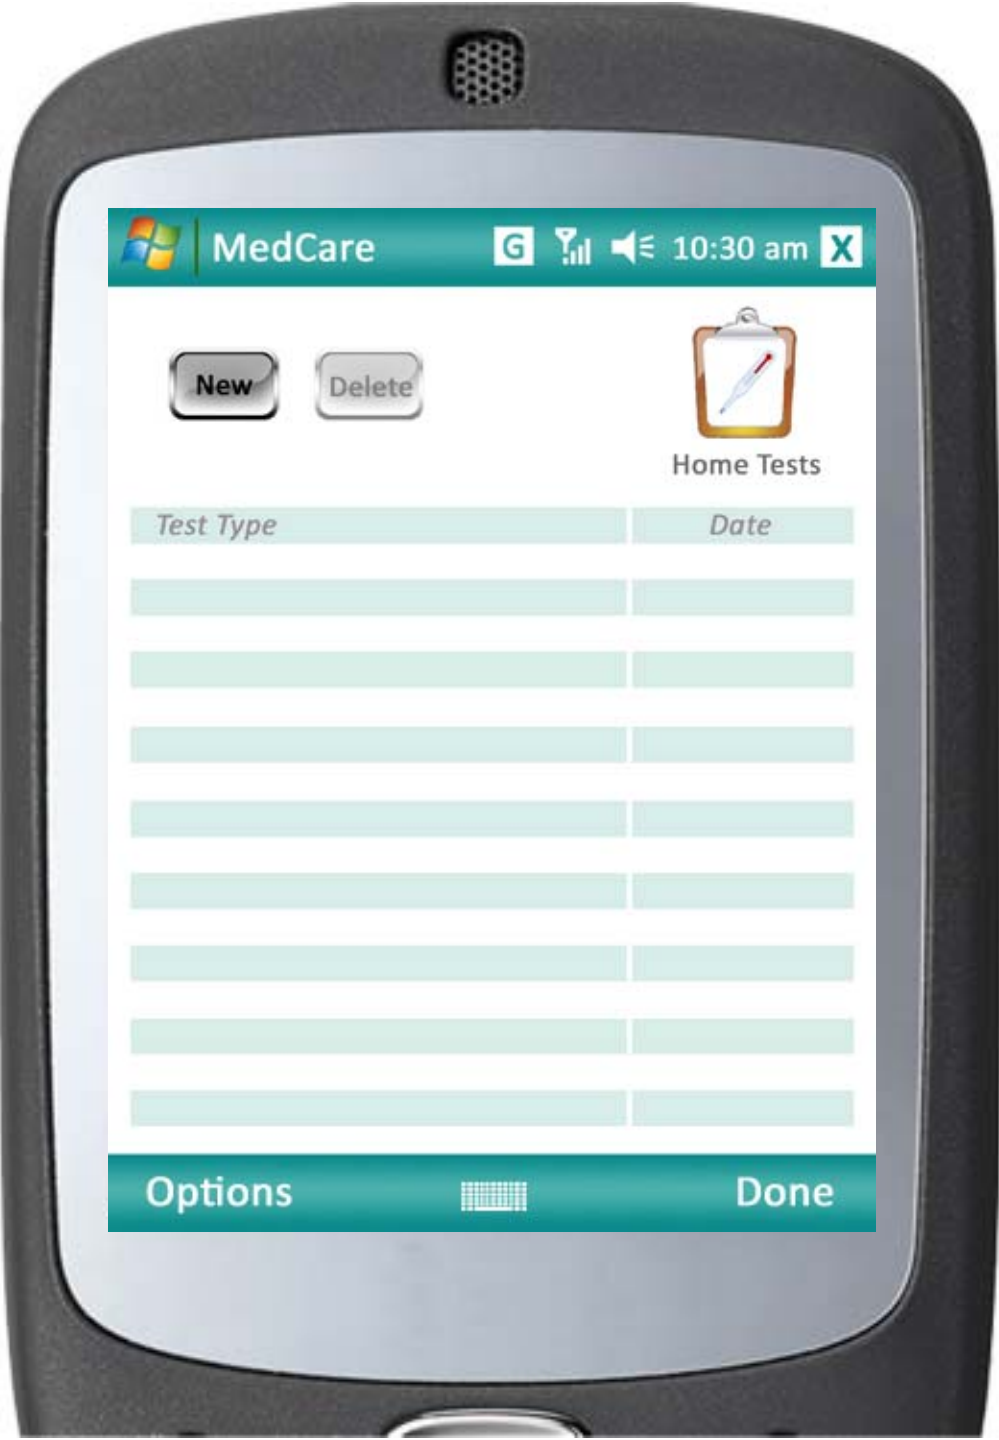 MedCare G 10:30 am X
New Delete
Home Tests
Test Type Date
Options Done